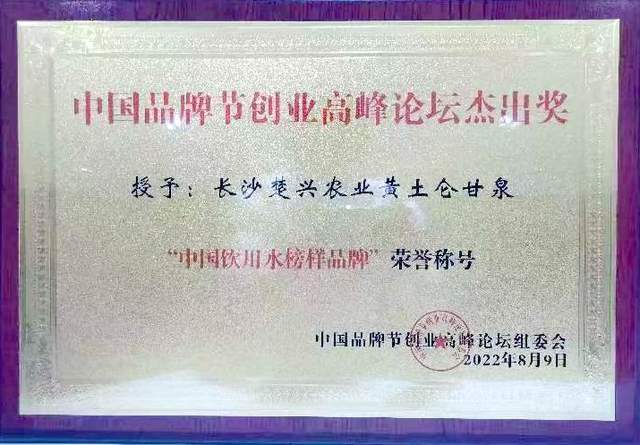 中国品牌节创业高峰论坛杰出奖
授予：长沙楚兴农业黄土仑甘泉
“中国饮用水榜样品牌”荣誉称号
中国品牌节创业高峰论坛组委会
2022年8月9日